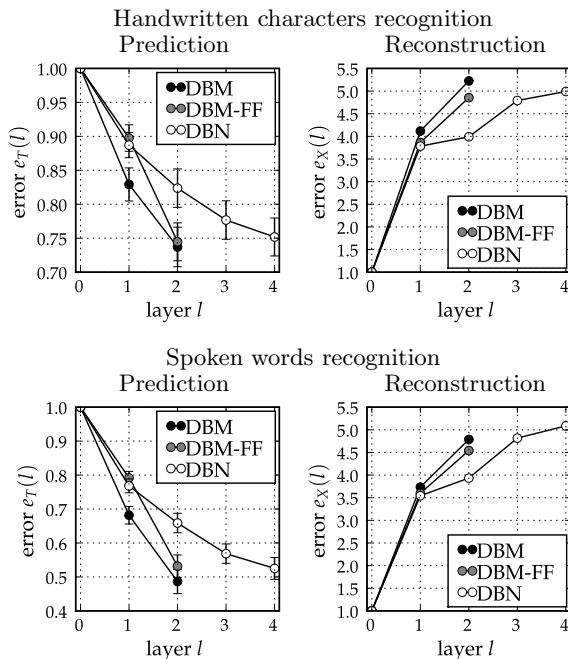 Handwritten characters recognition
Prediction
1.00
0.95
0.90
0.85
0.80
0.75
0.70
error e_T(l)
0 1 2 3 4
layer l
DBM
DBM-FF
DBN
Reconstruction
5.5
5.0
4.5
4.0
3.5
3.0
2.5
2.0
1.5
1.0
error e_X(l)
0 1 2 3 4
layer l
DBM
DBM-FF
DBN
Spoken words recognition
Prediction
1.0
0.9
0.8
0.7
0.6
0.5
0.4
error e_T(l)
0 1 2 3 4
layer l
DBM
DBM-FF
DBN
Reconstruction
5.5
5.0
4.5
4.0
3.5
3.0
2.5
2.0
1.5
1.0
error e_X(l)
0 1 2 3 4
layer l
DBM
DBM-FF
DBN